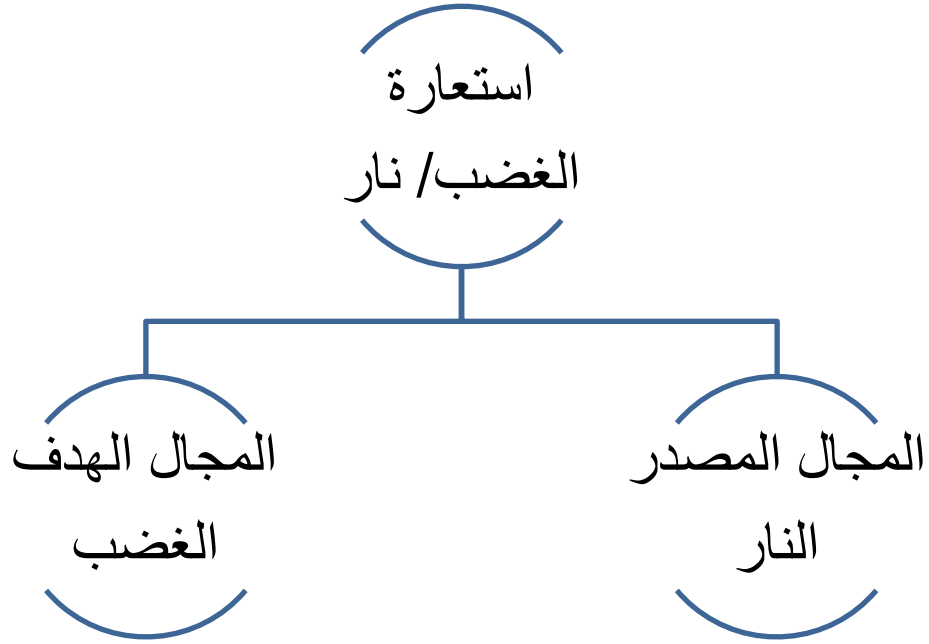 استعارة
الغضب/ نار
المجال المصدر
النار
المجال الهدف
الغضب